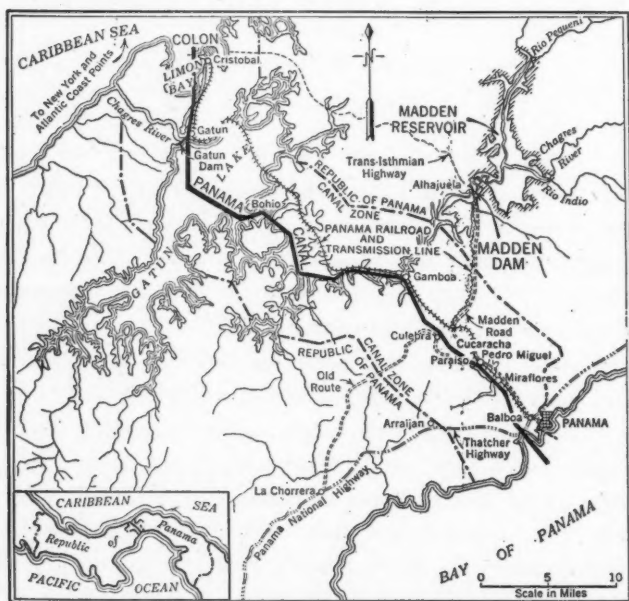 CARIBBEAN SEA
COLON
To New York and
Atlantic Coast Points
LIMON
BAY
Cristobal
N
Rio Pequeni
MADDEN
RESERVOIR
Chagres River
Gatun
Gatun
Dam
LAKE
Trans-Isthmian
Highway
Chagres
River
Rio Indio
Alhajuela
REPUBLIC OF PANAMA
CANAL ZONE
PANAMA
CANAL
Bohio
PANAMA RAILROAD
AND
TRANSMISSION LINE
MADDEN
DAM
GATUN
Gamboa
Madden
Road
Culebra
Cucaracha
Paraiso
Pedro Miguel
Miraflores
CANAL ZONE
REPUBLIC
OF PANAMA
Old
Route
Arraijan
Balboa
PANAMA
Thatcher
Highway
La Chorrera
Panama National Highway
BAY OF PANAMA
CARIBBEAN SEA
Republic of Panama
PACIFIC OCEAN
0 5 10
Scale in Miles